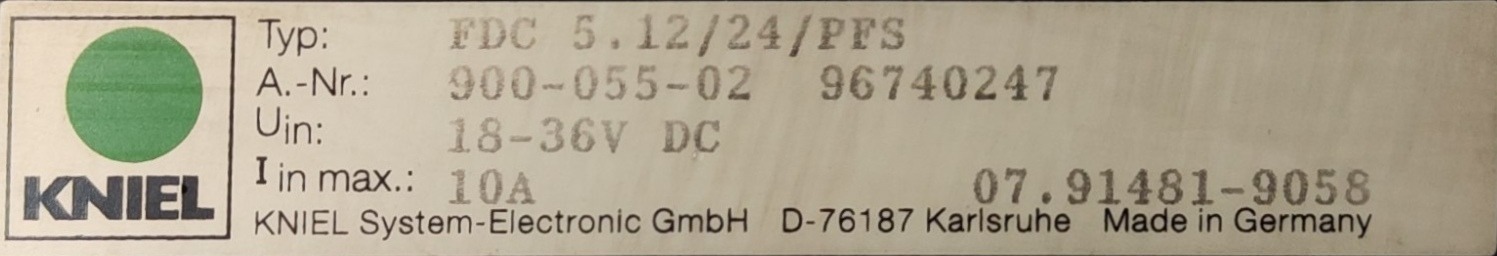 KNIEL
Typ: FDC 5.12/24/PFS
A.-Nr.: 900-055-02 96740247
Uin: 18-36V DC
I in max.: 10A 07.91481-9058
KNIEL System-Electronic GmbH D-76187 Karlsruhe Made in Germany